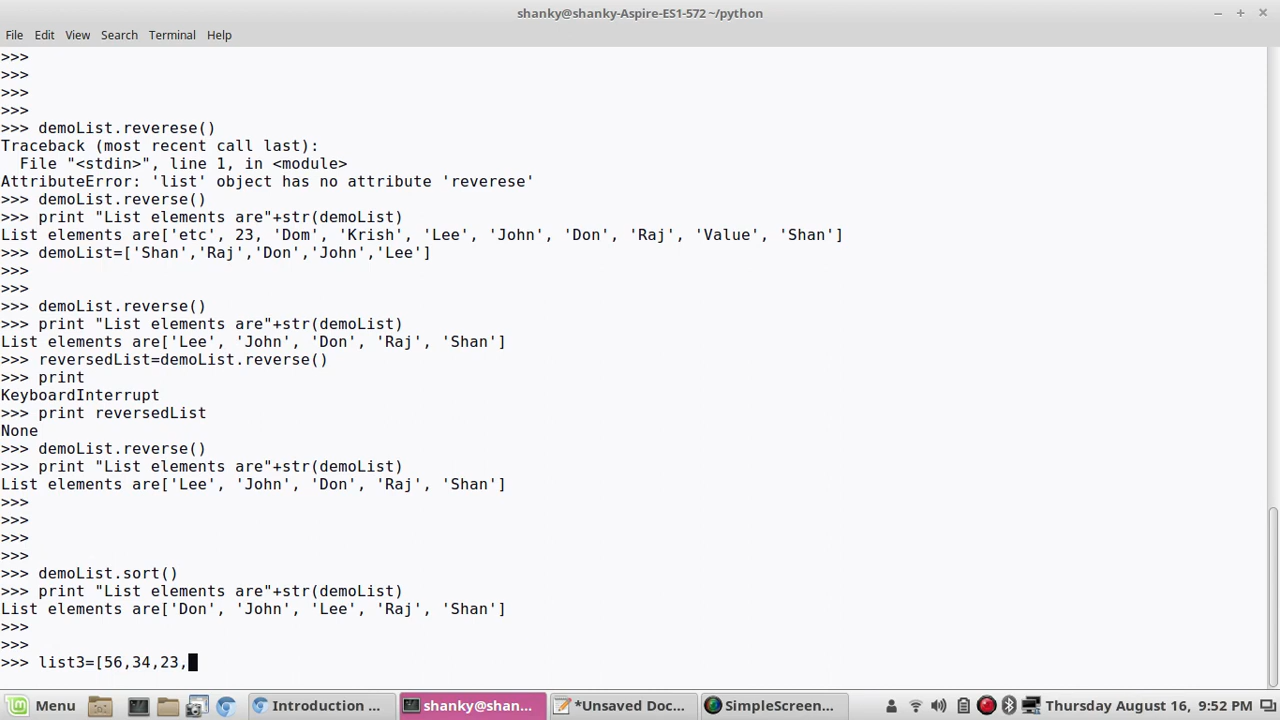 shanky@shanky-Aspire-ES1-572 ~/python
File Edit View Search Terminal Help
>>>
>>>
>>>
>>>
>>> demoList.reverese()
Traceback (most recent call last):
  File "<stdin>", line 1, in <module>
AttributeError: 'list' object has no attribute 'reverese'
>>> demoList.reverse()
>>> print "List elements are"+str(demoList)
List elements are['etc', 23, 'Dom', 'Krish', 'Lee', 'John', 'Don', 'Raj', 'Value', 'Shan']
>>> demoList=['Shan','Raj','Don','John','Lee']
>>>
>>>
>>> demoList.reverse()
>>> print "List elements are"+str(demoList)
List elements are['Lee', 'John', 'Don', 'Raj', 'Shan']
>>> reversedList=demoList.reverse()
>>> print
KeyboardInterrupt
>>> print reversedList
None
>>> demoList.reverse()
>>> print "List elements are"+str(demoList)
List elements are['Lee', 'John', 'Don', 'Raj', 'Shan']
>>>
>>>
>>>
>>>
>>> demoList.sort()
>>> print "List elements are"+str(demoList)
List elements are['Don', 'John', 'Lee', 'Raj', 'Shan']
>>>
>>>
>>> list3=[56,34,23,
Menu Introduction ... shanky@shan... *Unsaved Doc... SimpleScreen... Thursday August 16, 9:52 PM